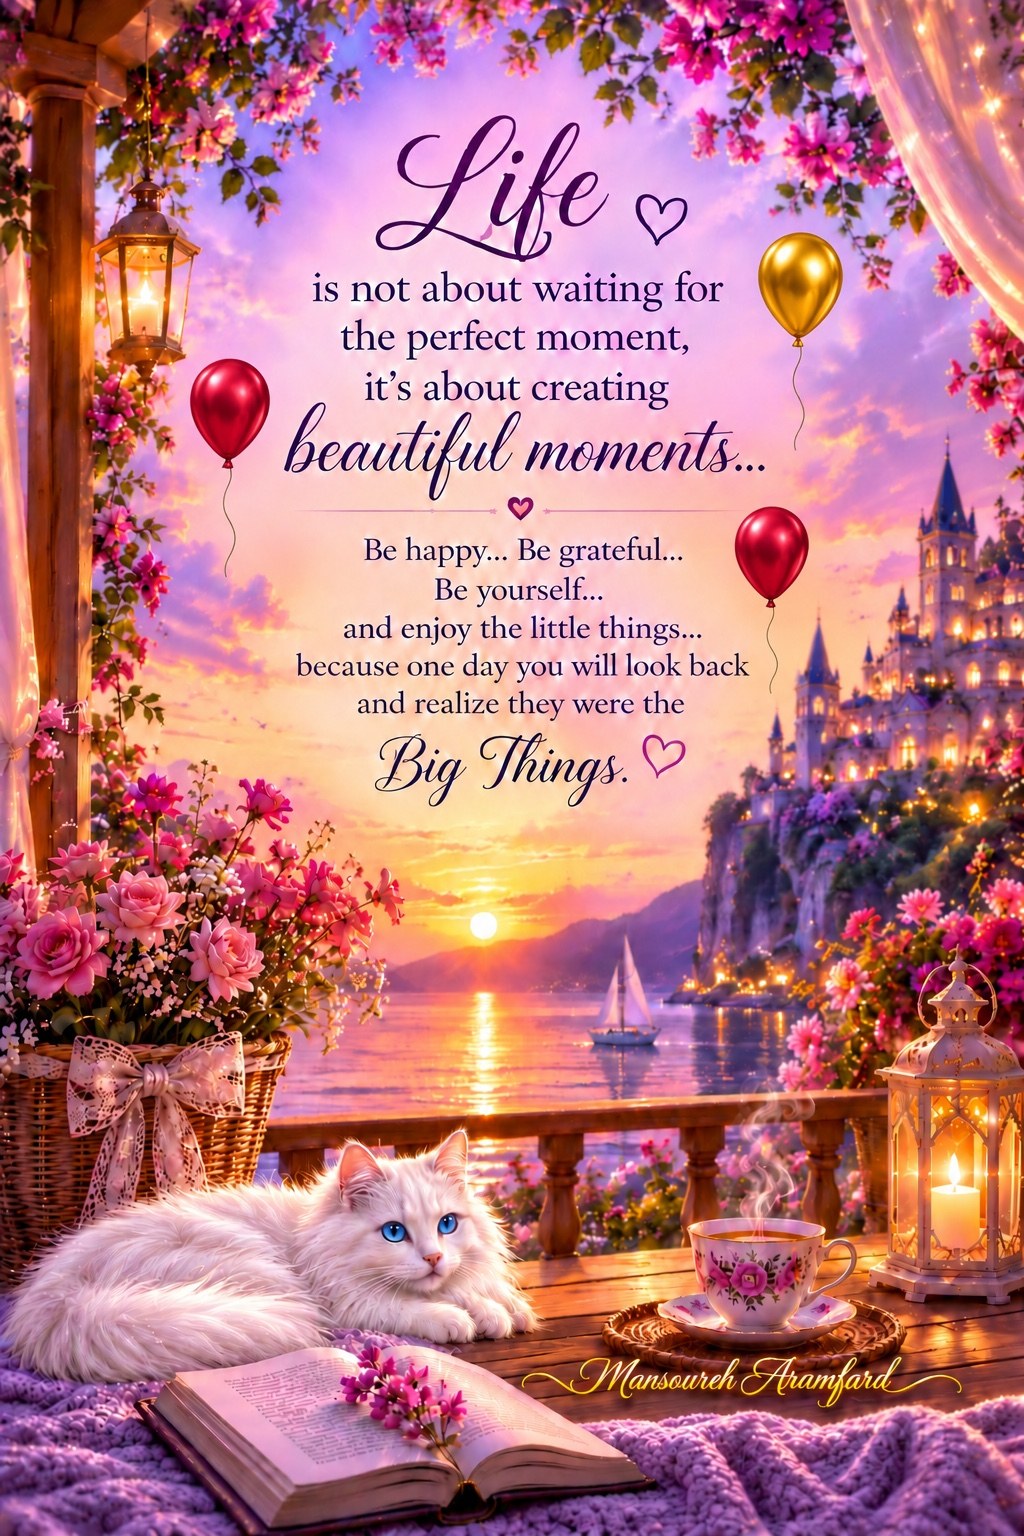 Life
is not about waiting for
the perfect moment,
it's about creating
beautiful moments...
Be happy... Be grateful...
Be yourself...
and enjoy the little things...
because one day you will look back
and realize they were the
Big Things.
Mansoureh Aramfard